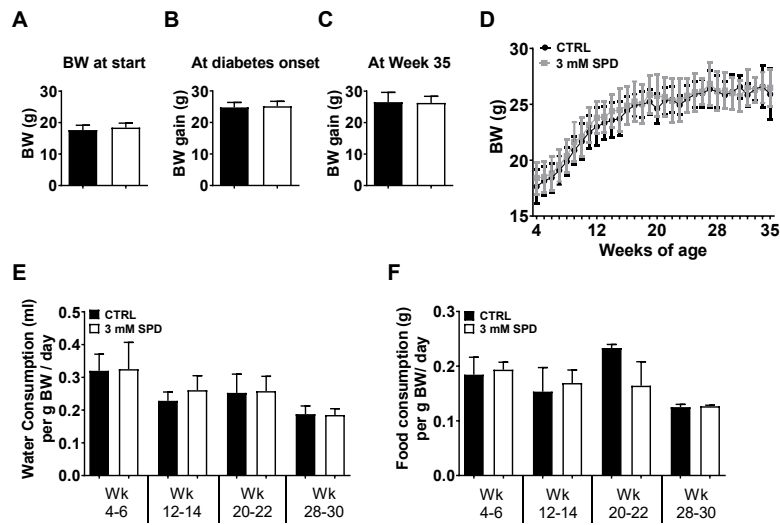 A
BW at start
BW (g)
30
20
10
0
B
At diabetes onset
BW gain (g)
30
20
10
0
C
At Week 35
BW gain (g)
30
20
10
0
D
CTRL
3 mM SPD
BW (g)
30
25
20
15
4
12
20
28
35
Weeks of age
E
CTRL
3 mM SPD
Water Consumption (ml)
per g BW / day
0.5
0.4
0.3
0.2
0.1
0.0
Wk
4-6
Wk
12-14
Wk
20-22
Wk
28-30
F
CTRL
3 mM SPD
Food consumption (g)
per g BW/ day
0.3
0.2
0.1
0.0
Wk
4-6
Wk
12-14
Wk
20-22
Wk
28-30